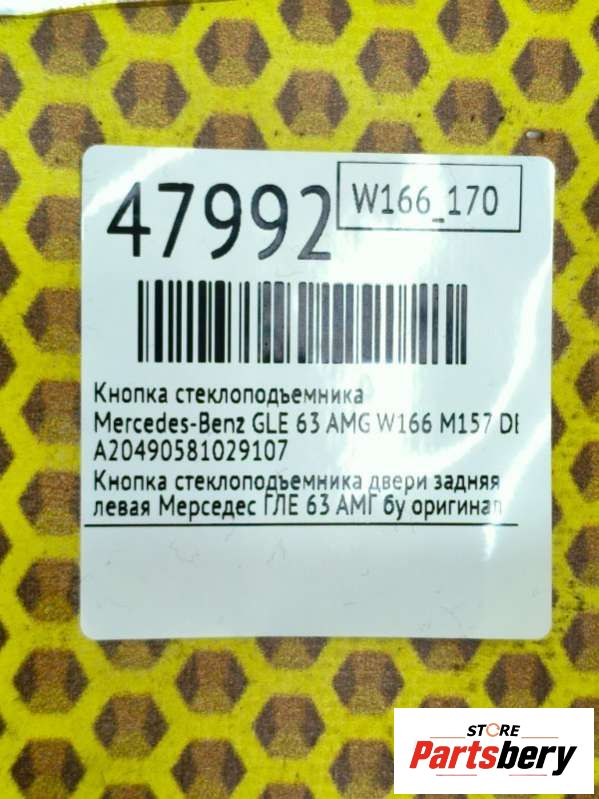 47992
W166_170
Кнопка стеклоподъемника
Mercedes-Benz GLE 63 AMG W166 M157
A20490581029107
Кнопка стеклоподъемника двери задняя
левая Мерседес ГЛЕ 63 АМГ бу оригинал
STORE
Partsbery